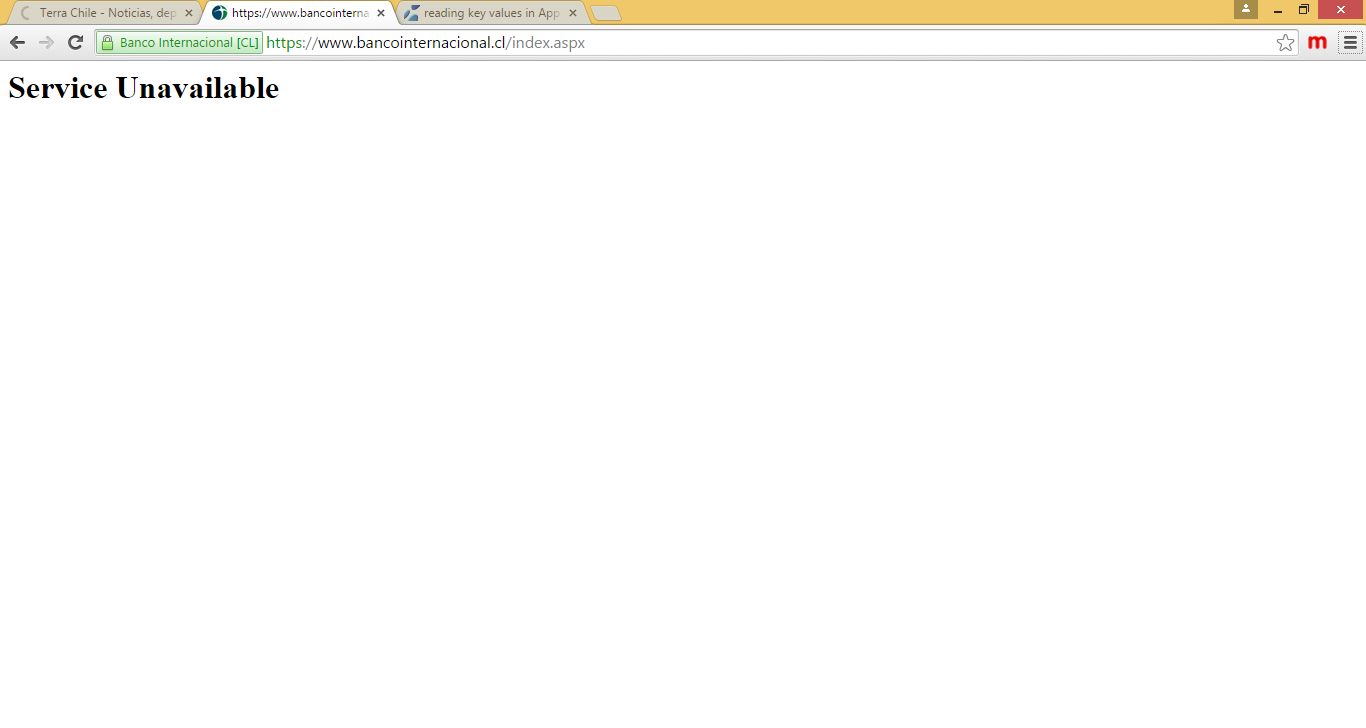 Terra Chile - Noticias, dep
https://www.bancointerna
reading key values in App
Banco Internacional [CL] https://www.bancointernacional.cl/index.aspx
m
Service Unavailable